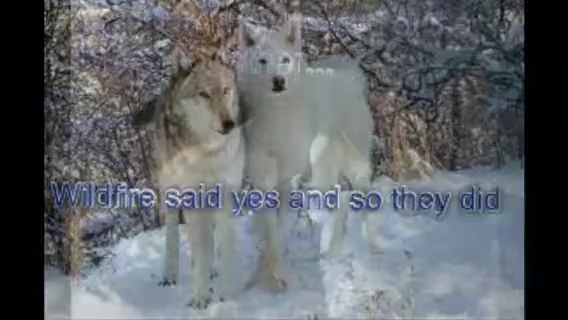 Wildfire said yes and so they did